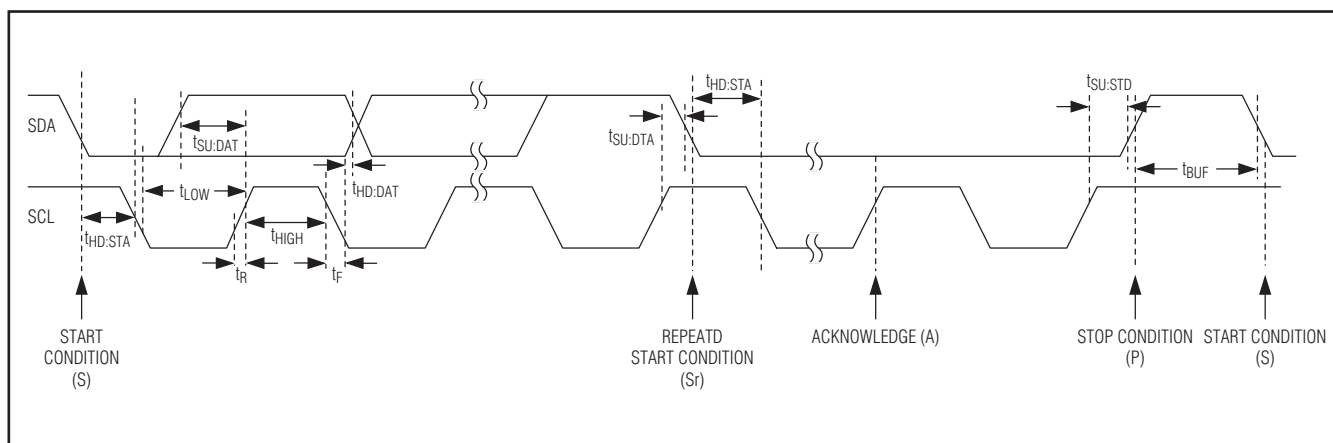 tHD:STA
tSU:STD
SDA
tSU:DAT
tSU:DTA
tHD:DAT
tLOW
tBUF
SCL
tHD:STA
tHIGH
tR
tF
START
CONDITION
(S)
REPEATD
START CONDITION
(Sr)
ACKNOWLEDGE (A)
STOP CONDITION
(P)
START CONDITION
(S)